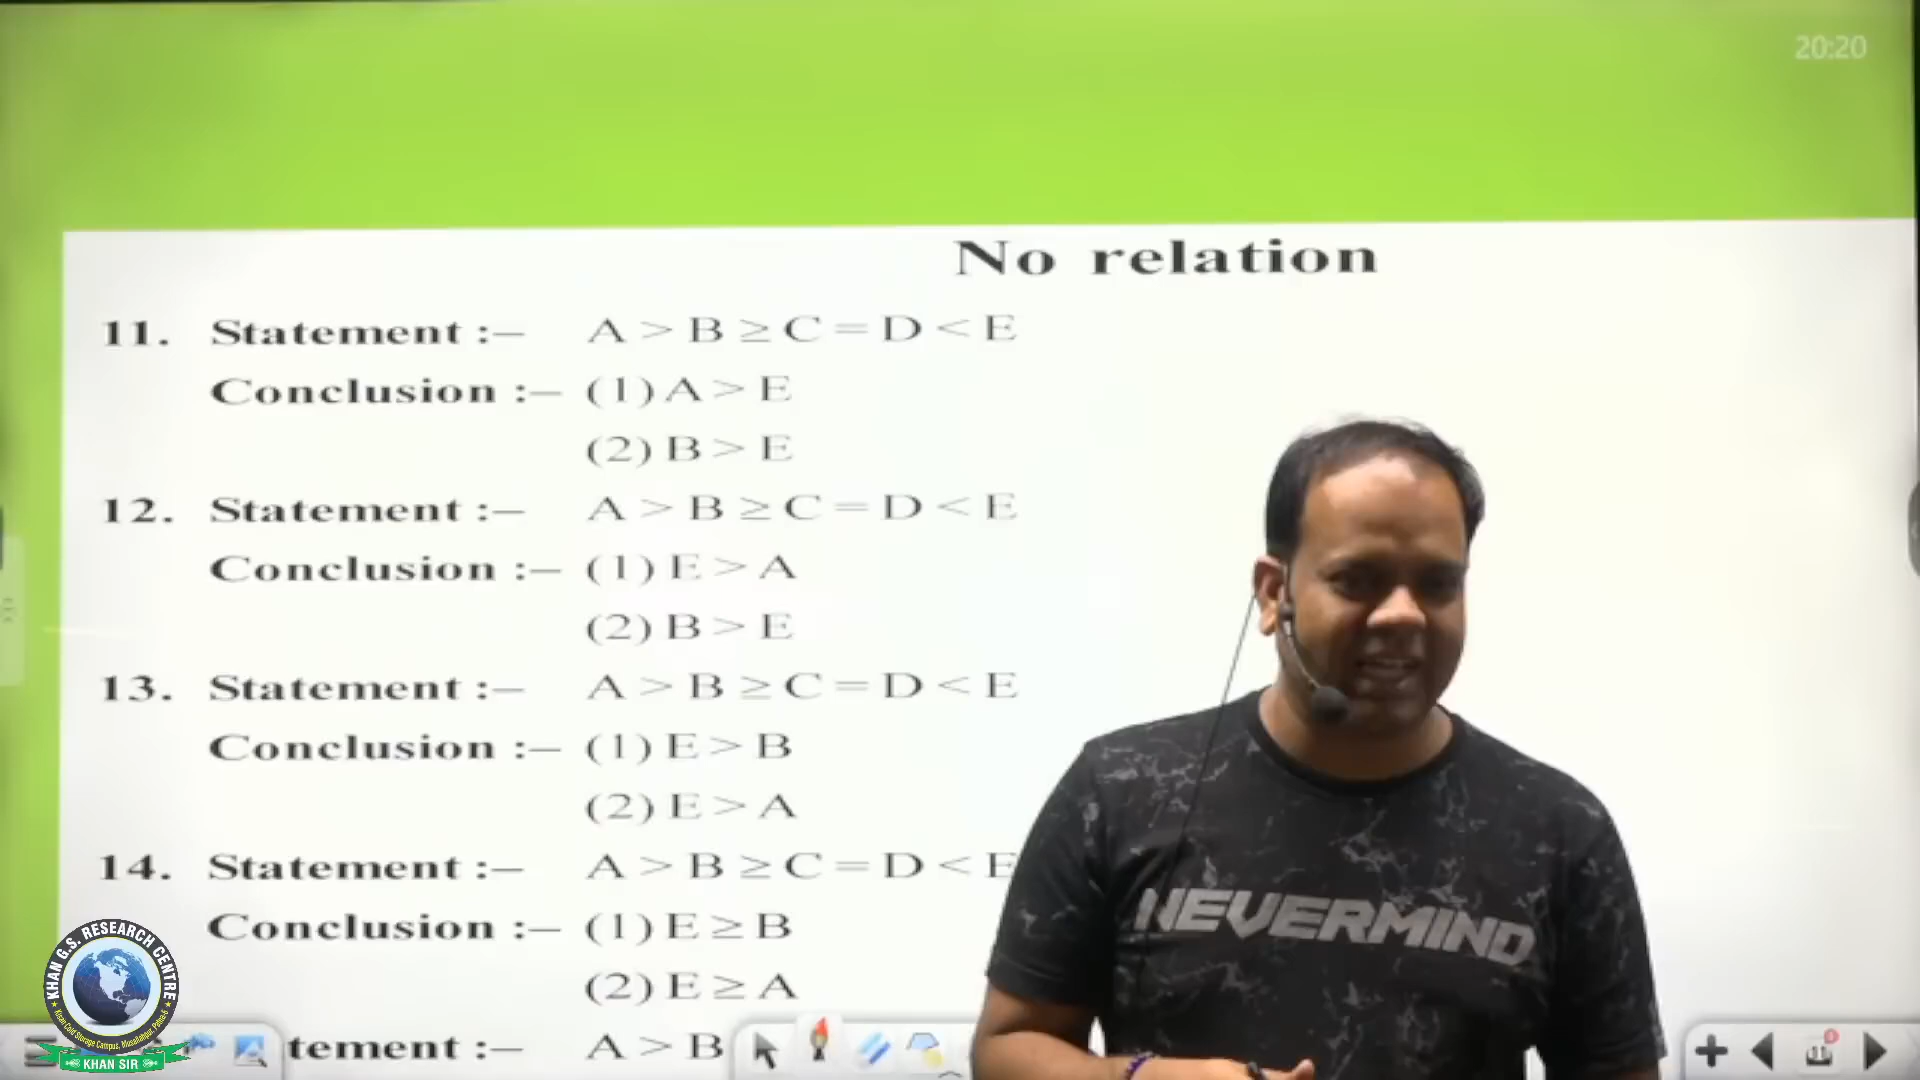 20:20
No relation
11. Statement :– A > B ≥ C = D < E
Conclusion :– (1) A > E
(2) B > E
12. Statement :– A > B ≥ C = D < E
Conclusion :– (1) E > A
(2) B > E
13. Statement :– A > B ≥ C = D < E
Conclusion :– (1) E > B
(2) E > A
14. Statement :– A > B ≥ C = D < E
Conclusion :– (1) E ≥ B
(2) E ≥ A
tement :– A > B
NEVERMIND
KHAN G.S. RESEARCH CENTRE
KHAN SIR